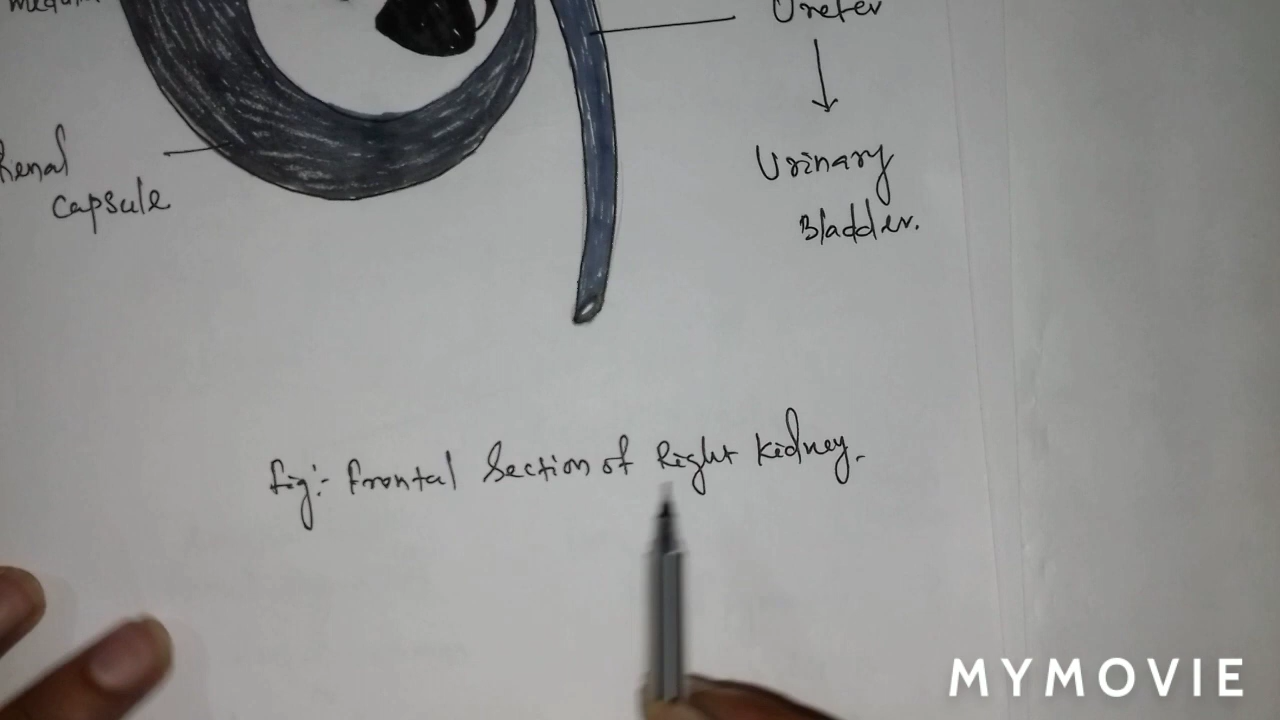 Ureter
Renal
capsule
Urinary
Bladder.
fig:- frontal Section of Right kidney.
MYMOVIE